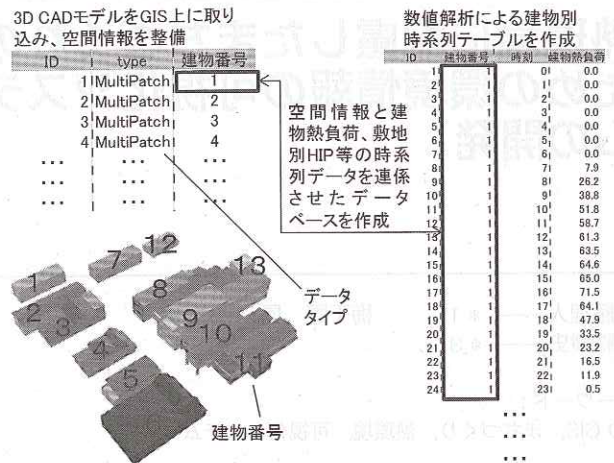 3D CADモデルをGIS上に取り
込み、空間情報を整備
ID type 建物番号
1 MultiPatch 1
2 MultiPatch 2
3 MultiPatch 3
4 MultiPatch 4
… … …
… … …
数値解析による建物別
時系列テーブルを作成
ID 建物番号 時刻 建物熱負荷
1 1 0 0.0
2 1 1 0.0
3 1 2 0.0
4 1 3 0.0
5 1 4 0.0
6 1 5 0.0
7 1 6 0.0
8 1 7 7.9
9 1 8 26.2
10 1 9 38.8
11 1 10 51.8
12 1 11 58.7
13 1 12 61.3
14 1 13 63.5
15 1 14 64.6
16 1 15 65.0
17 1 16 71.5
18 1 17 64.1
19 1 18 47.9
20 1 19 33.5
21 1 20 23.2
22 1 21 16.5
23 1 22 11.9
24 1 23 0.5
…
…
…
空間情報と建
物熱負荷、敷地
別HIP等の時系
列データを連係
させたデータ
ベースを作成
データ
タイプ
建物番号
1
2
3
4
5
6
7
8
9
10
11
12
13